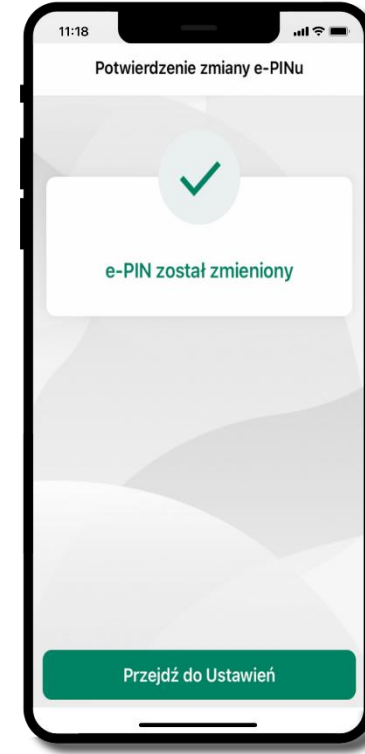 11:18
Potwierdzenie zmiany e-PINu
e-PIN został zmieniony
Przejdź do Ustawień